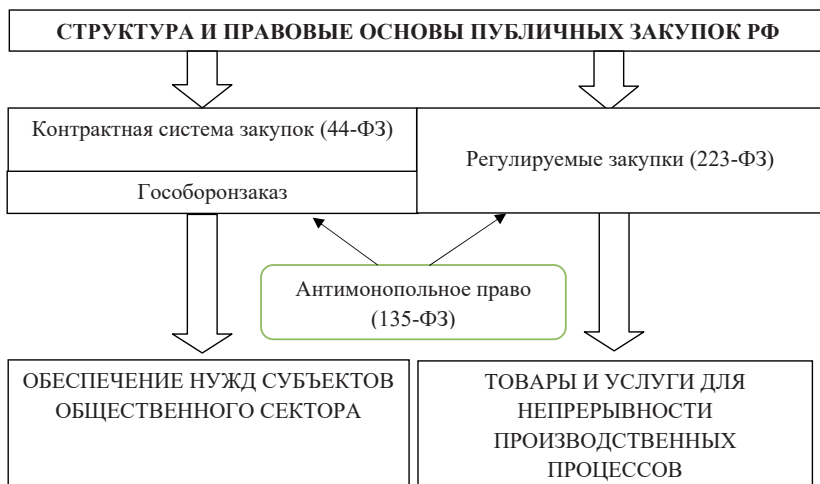 СТРУКТУРА И ПРАВОВЫЕ ОСНОВЫ ПУБЛИЧНЫХ ЗАКУПОК РФ
Контрактная система закупок (44-ФЗ)
Гособоронзаказ
Регулируемые закупки (223-ФЗ)
Антимонопольное право
(135-ФЗ)
ОБЕСПЕЧЕНИЕ НУЖД СУБЪЕКТОВ
ОБЩЕСТВЕННОГО СЕКТОРА
ТОВАРЫ И УСЛУГИ ДЛЯ
НЕПРЕРЫВНОСТИ
ПРОИЗВОДСТВЕННЫХ
ПРОЦЕССОВ